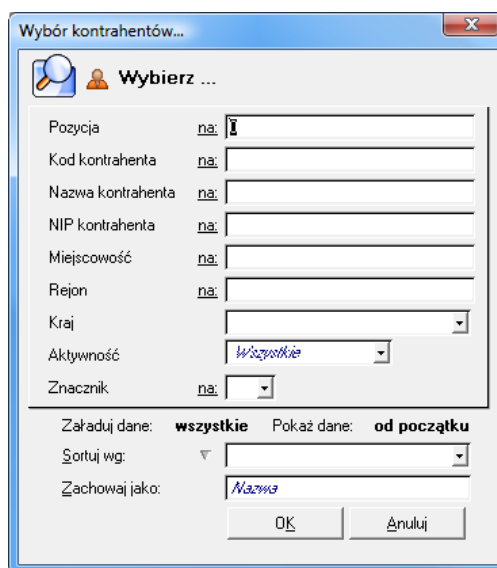 Wybór kontrahentów...
Wybierz ...
Pozycja na:
Kod kontrahenta na:
Nazwa kontrahenta na:
NIP kontrahenta na:
Miejscowość na:
Rejon na:
Kraj
Aktywność Wszystkie
Znacznik na:
Załaduj dane: wszystkie Pokaż dane: od początku
Sortuj wg:
Zachowaj jako: Nazwa
OK Anuluj